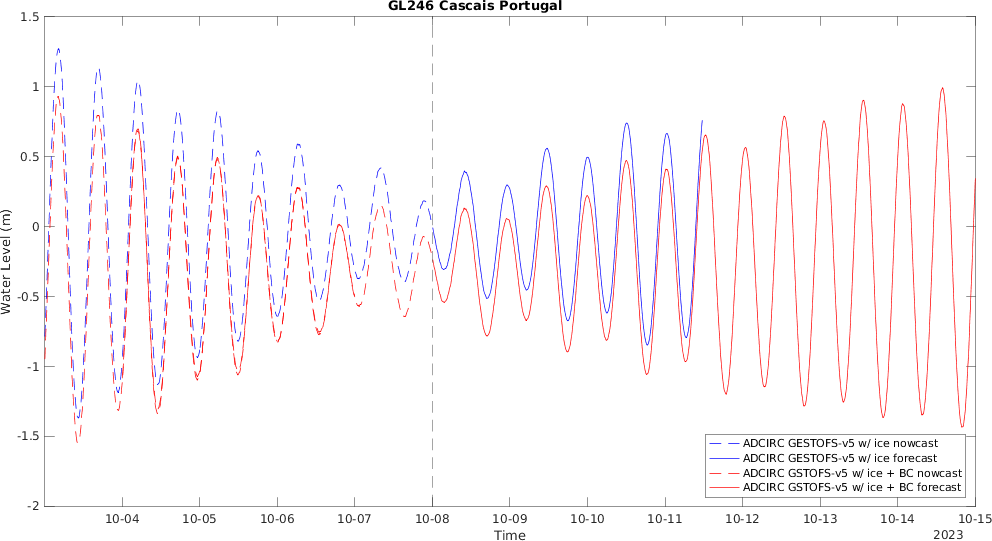 GL246 Cascais Portugal
1.5
1
0.5
0
-0.5
-1
-1.5
-2
Water Level (m)
10-04 10-05 10-06 10-07 10-08 10-09 10-10 10-11 10-12 10-13 10-14 10-15
Time
2023
ADCIRC GESTOFS-v5 w/ ice nowcast
ADCIRC GESTOFS-v5 w/ ice forecast
ADCIRC GSTOFS-v5 w/ ice + BC nowcast
ADCIRC GSTOFS-v5 w/ ice + BC forecast